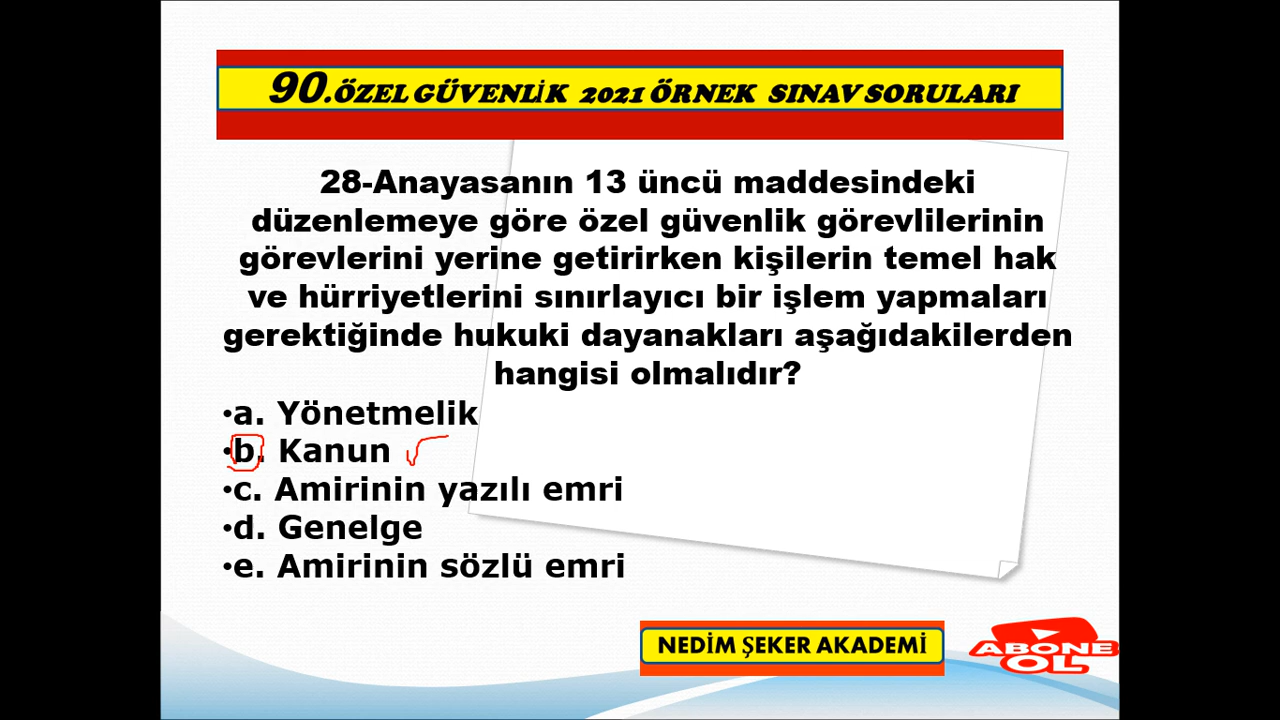 90.ÖZEL GÜVENLİK 2021 ÖRNEK SINAV SORULARI
28-Anayasanın 13 üncü maddesindeki
düzenlemeye göre özel güvenlik görevlilerinin
görevlerini yerine getirirken kişilerin temel hak
ve hürriyetlerini sınırlayıcı bir işlem yapmaları
gerektiğinde hukuki dayanakları aşağıdakilerden
hangisi olmalıdır?
•a. Yönetmelik
•b. Kanun
•c. Amirinin yazılı emri
•d. Genelge
•e. Amirinin sözlü emri
NEDİM ŞEKER AKADEMİ
ABONE
OL